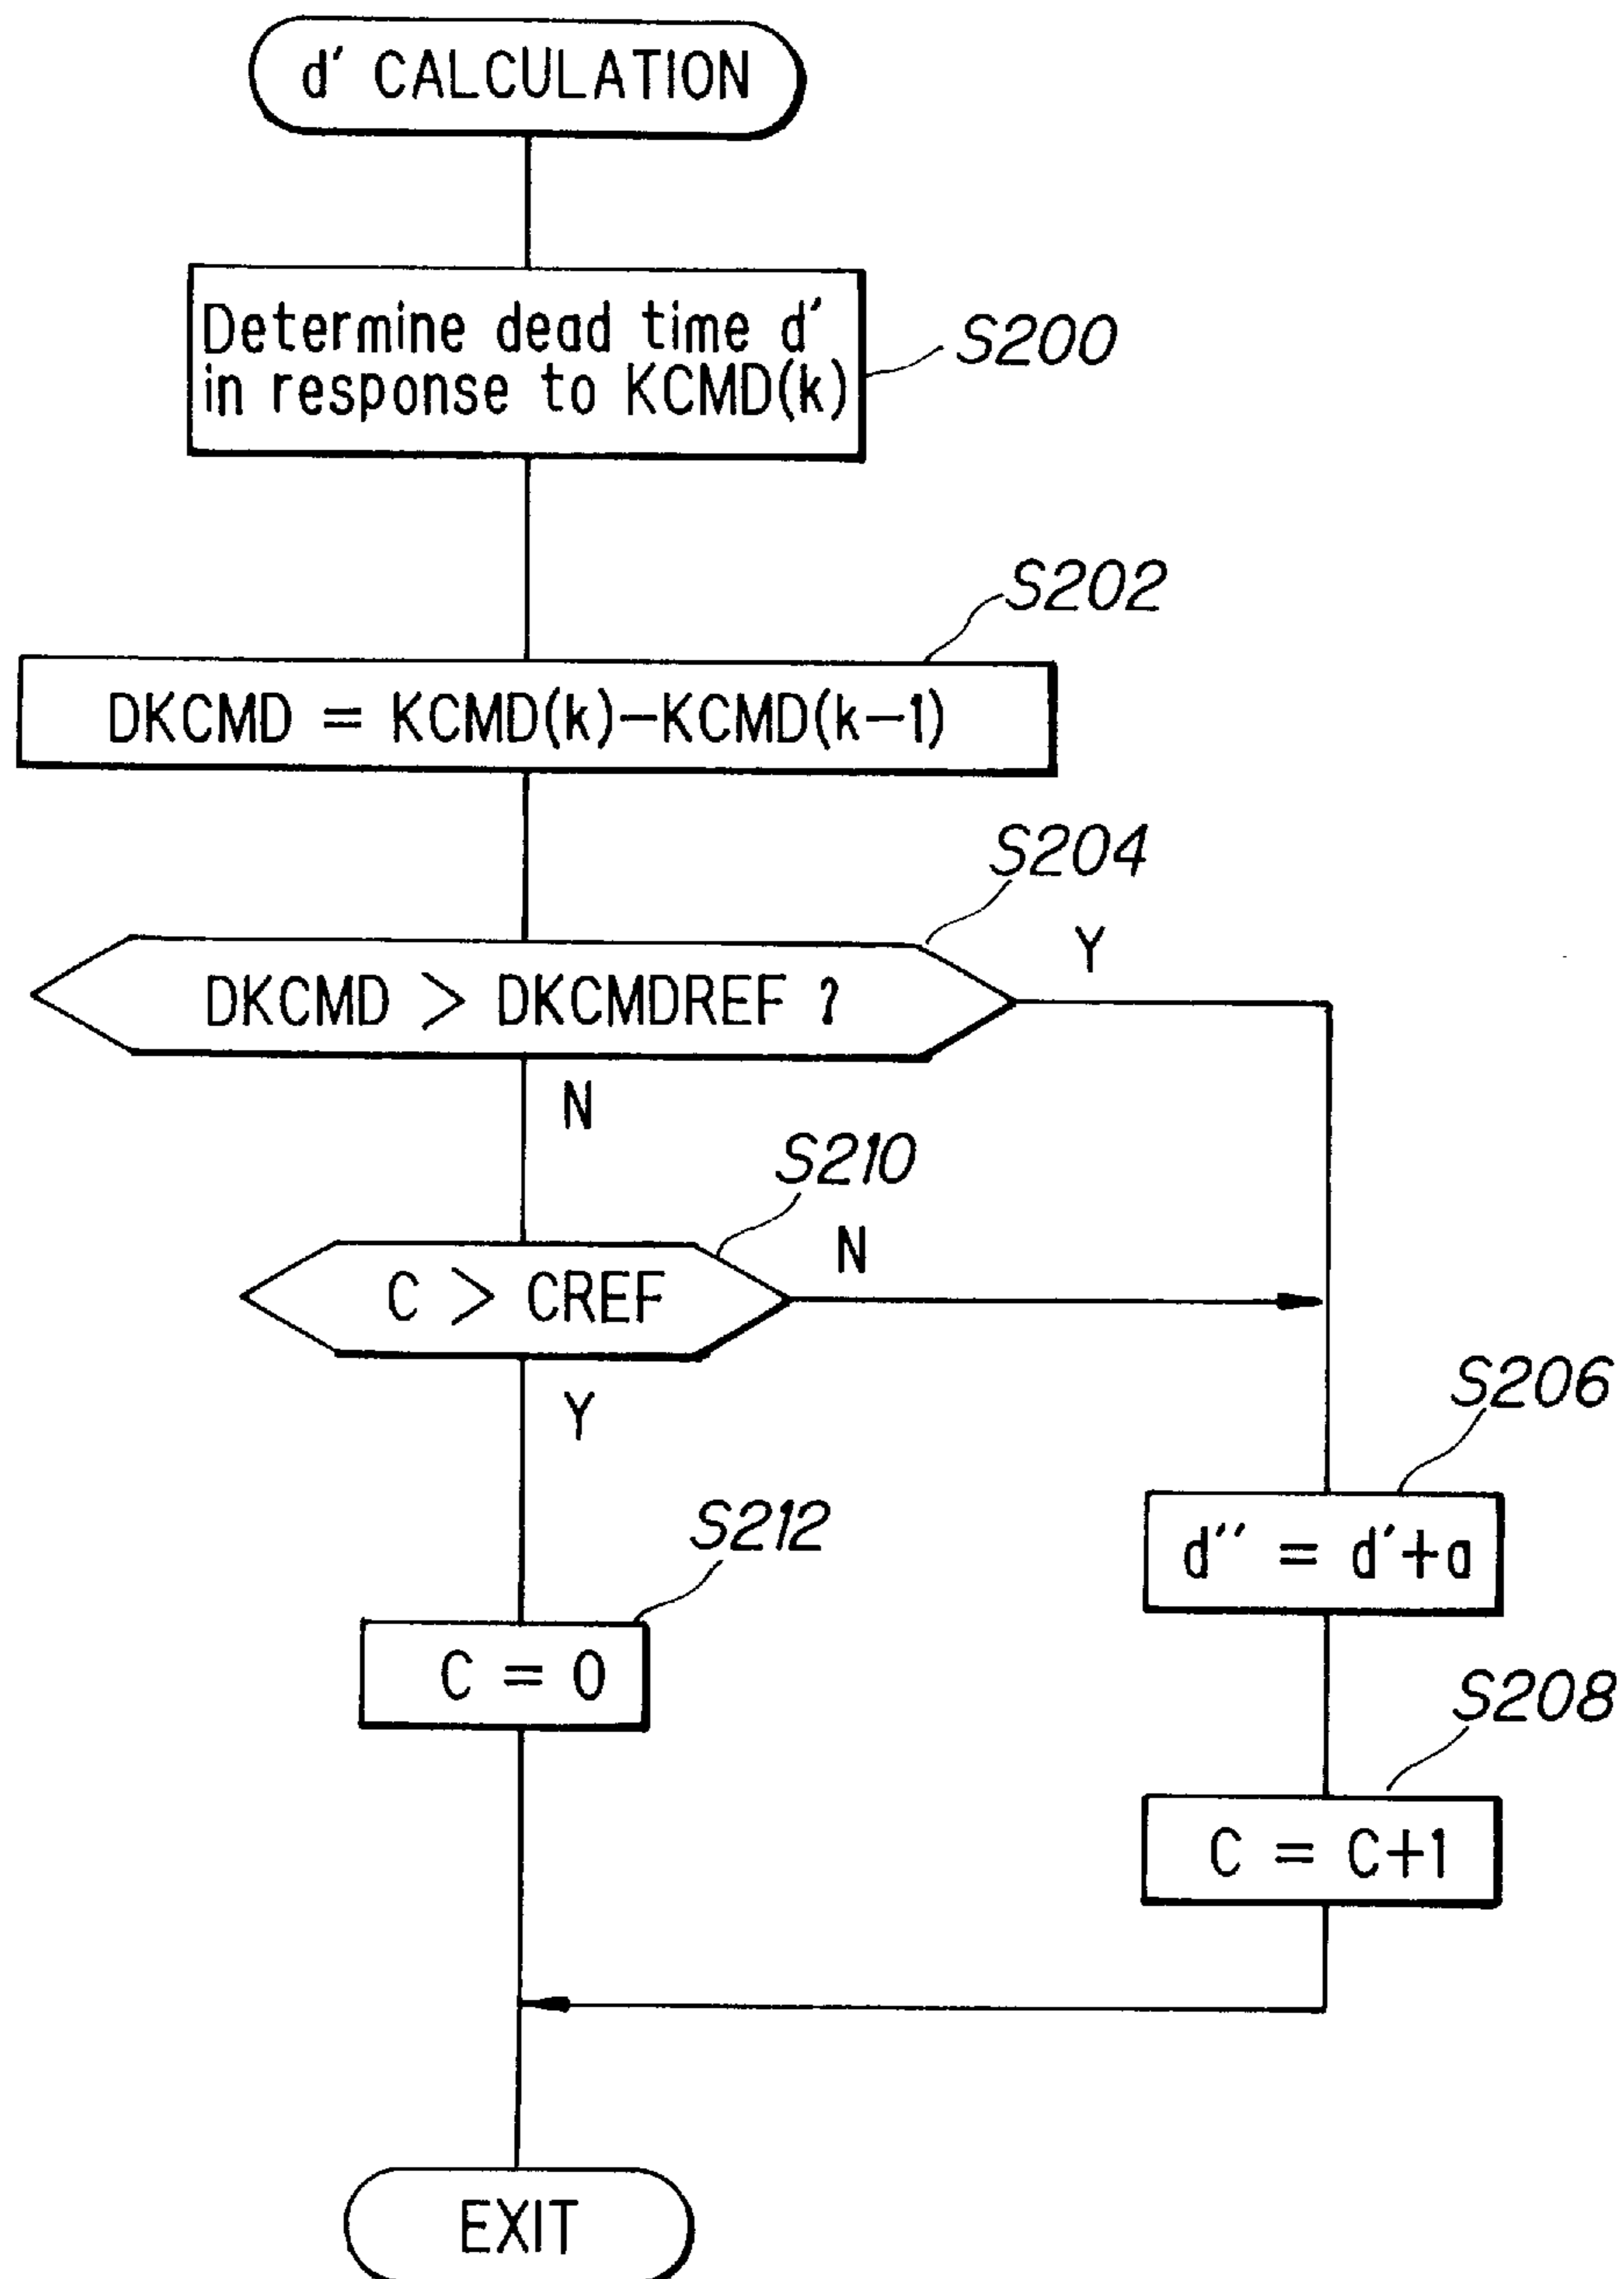 d' CALCULATION
Determine dead time d'
in response to KCMD(k)
S200
S202
DKCMD = KCMD(k)-KCMD(k-1)
S204
DKCMD > DKCMDREF ?
Y
N
S210
C > CREF
N
Y
S206
d'' = d'+a
S212
C = 0
S208
C = C+1
EXIT